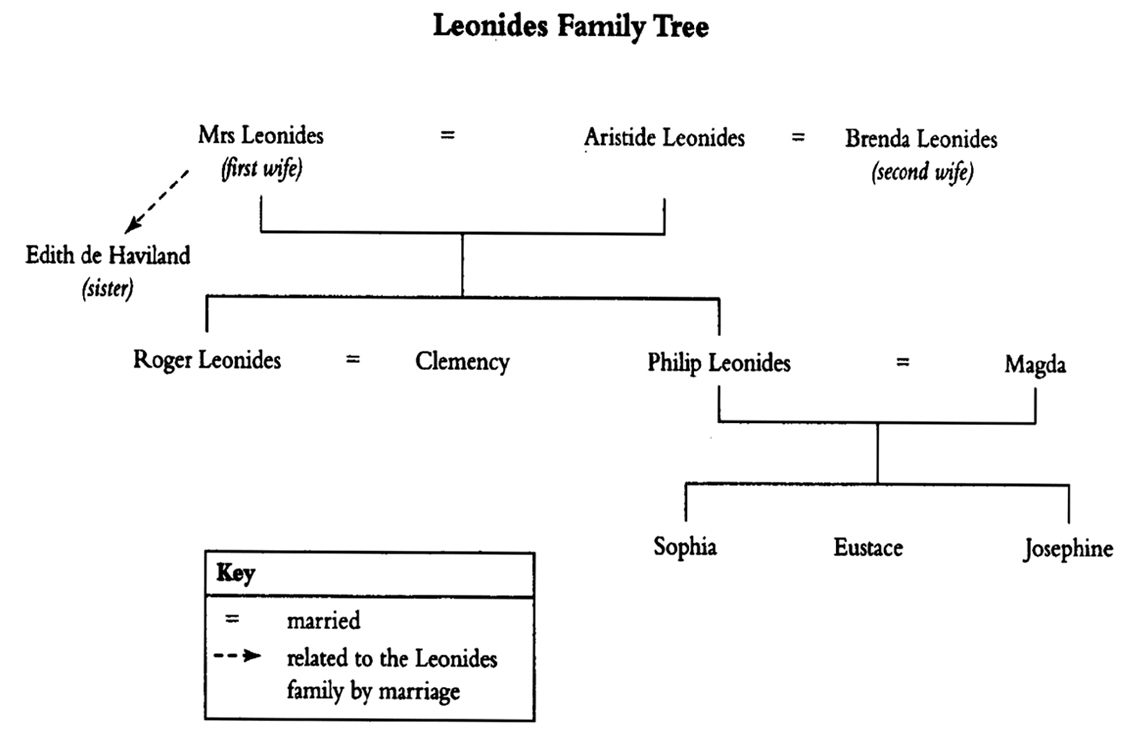 Leonides Family Tree
Mrs Leonides = Aristide Leonides = Brenda Leonides
(first wife) (second wife)
Edith de Haviland
(sister)
Roger Leonides = Clemency Philip Leonides = Magda
Sophia Eustace Josephine
Key
= married
related to the Leonides
family by marriage